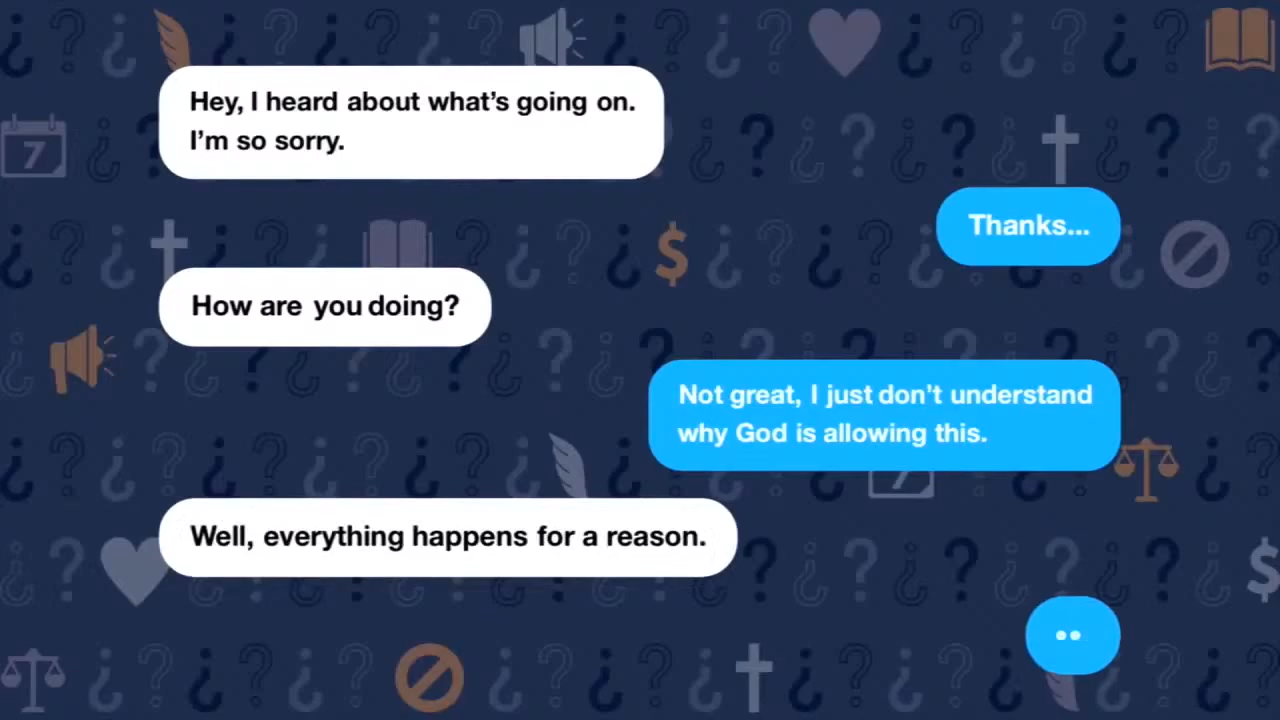 Hey, I heard about what's going on.
I'm so sorry.
Thanks...
How are you doing?
Not great, I just don't understand
why God is allowing this.
Well, everything happens for a reason.